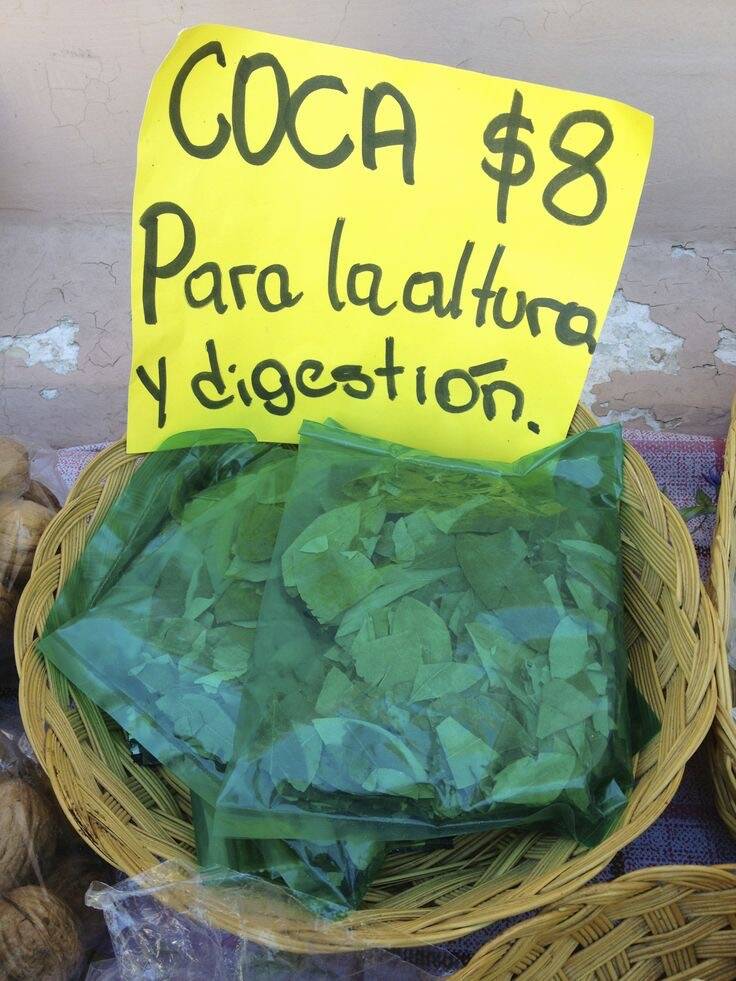 COCA $8
Para la altura
y digestión.